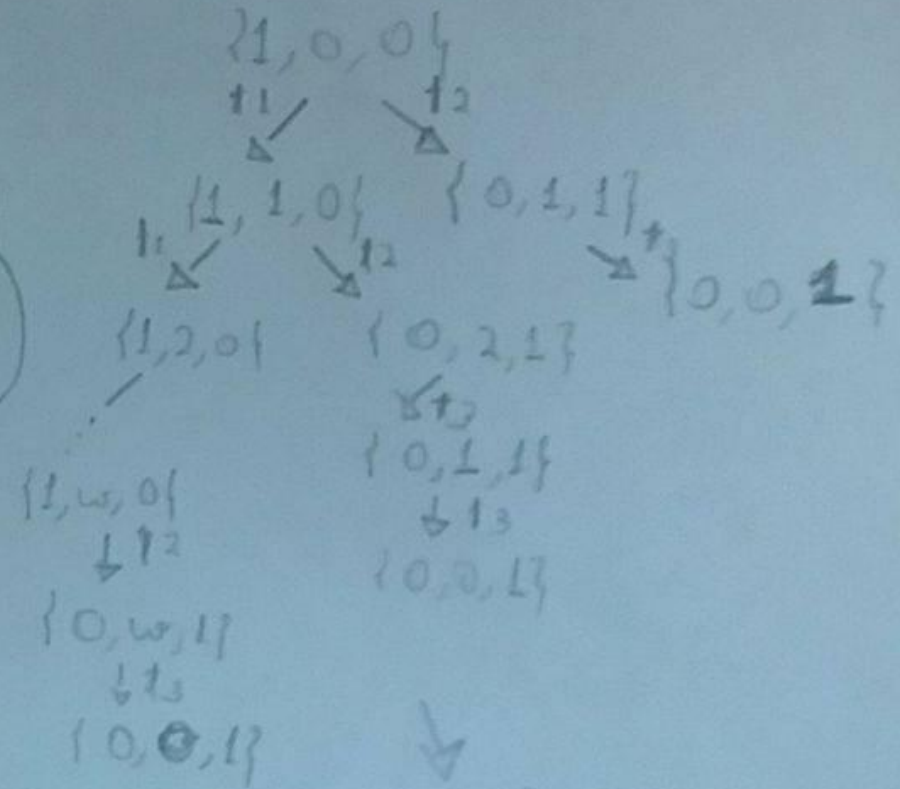 {1, 0, 0}
t1 t2
{1, 1, 0} { 0, 1, 1}
t1 t2 t
{0, 0, 1}
{1, 2, 0} { 0, 2, 1}
t3
{ 0, 1, 1}
{1, w, 0} t3
t2 {0, 0, 1}
{ 0, w, 1}
t3
{ 0, 0, 1}